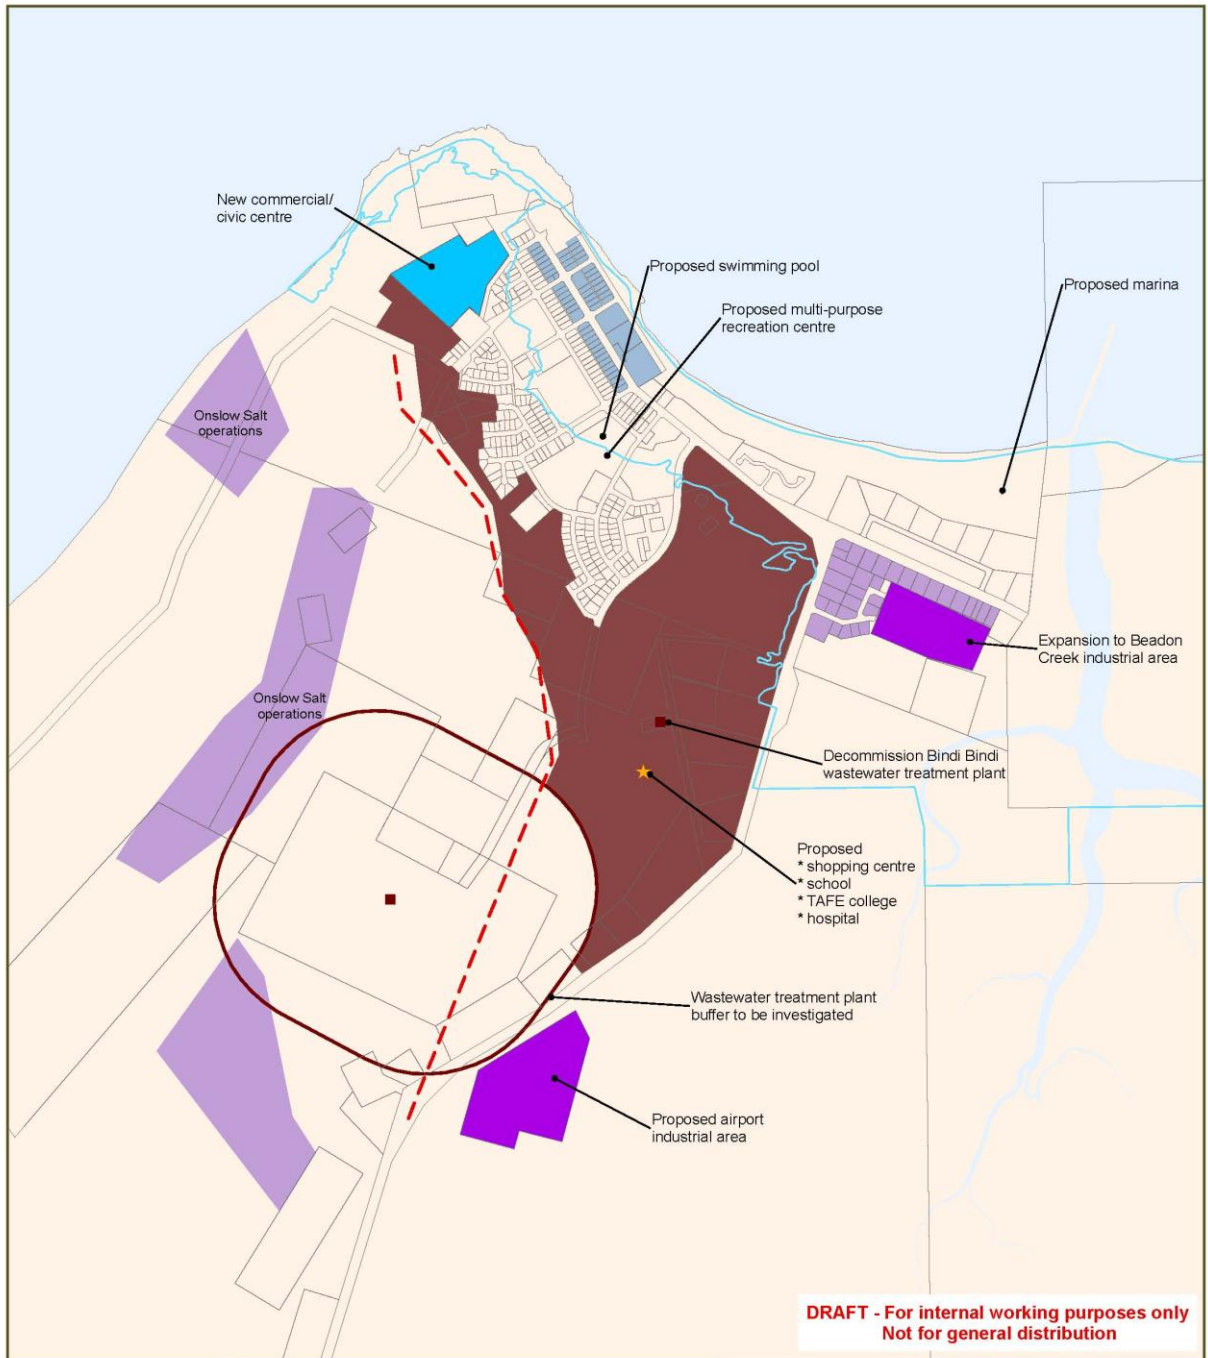 New commercial/
civic centre
Proposed swimming pool
Proposed multi-purpose
recreation centre
Proposed marina
Onslow Salt
operations
Expansion to Beadon
Creek industrial area
Onslow Salt
operations
Decommission Bindi Bindi
wastewater treatment plant
Proposed
* shopping centre
* school
* TAFE college
* hospital
Wastewater treatment plant
buffer to be investigated
Proposed airport
industrial area
DRAFT - For internal working purposes only
Not for general distribution